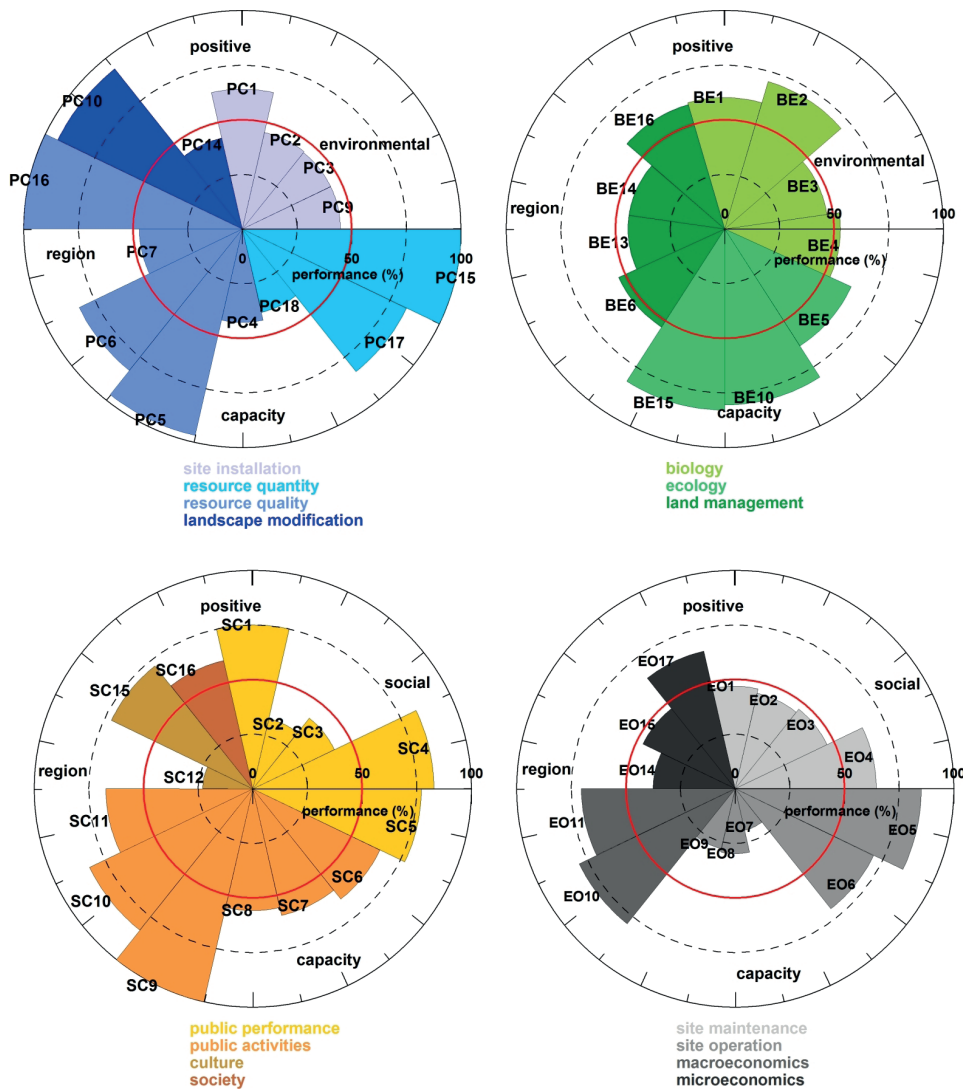 positive
PC1
PC10
PC14
PC2
environmental
PC3
PC16
PC9
region
PC7
0
50
100
performance (%)
PC15
PC18
PC4
PC17
PC6
PC5
capacity
site installation
resource quantity
resource quality
landscape modification
positive
BE1
BE2
BE16
environmental
BE14
BE3
region
BE13
0
50
100
BE4
performance (%)
BE6
BE5
BE15
BE10
capacity
biology
ecology
land management
positive
SC1
SC16
social
SC15
SC2
SC3
SC4
region
SC12
0
50
100
performance (%)
SC11
SC5
SC6
SC10
SC8
SC7
SC9
capacity
public performance
public activities
culture
society
positive
EO17
EO1
social
EO2
EO15
EO3
EO4
region
EO14
0
50
100
performance (%)
EO11
EO7
EO5
EO9
EO8
EO6
EO10
capacity
site maintenance
site operation
macroeconomics
microeconomics